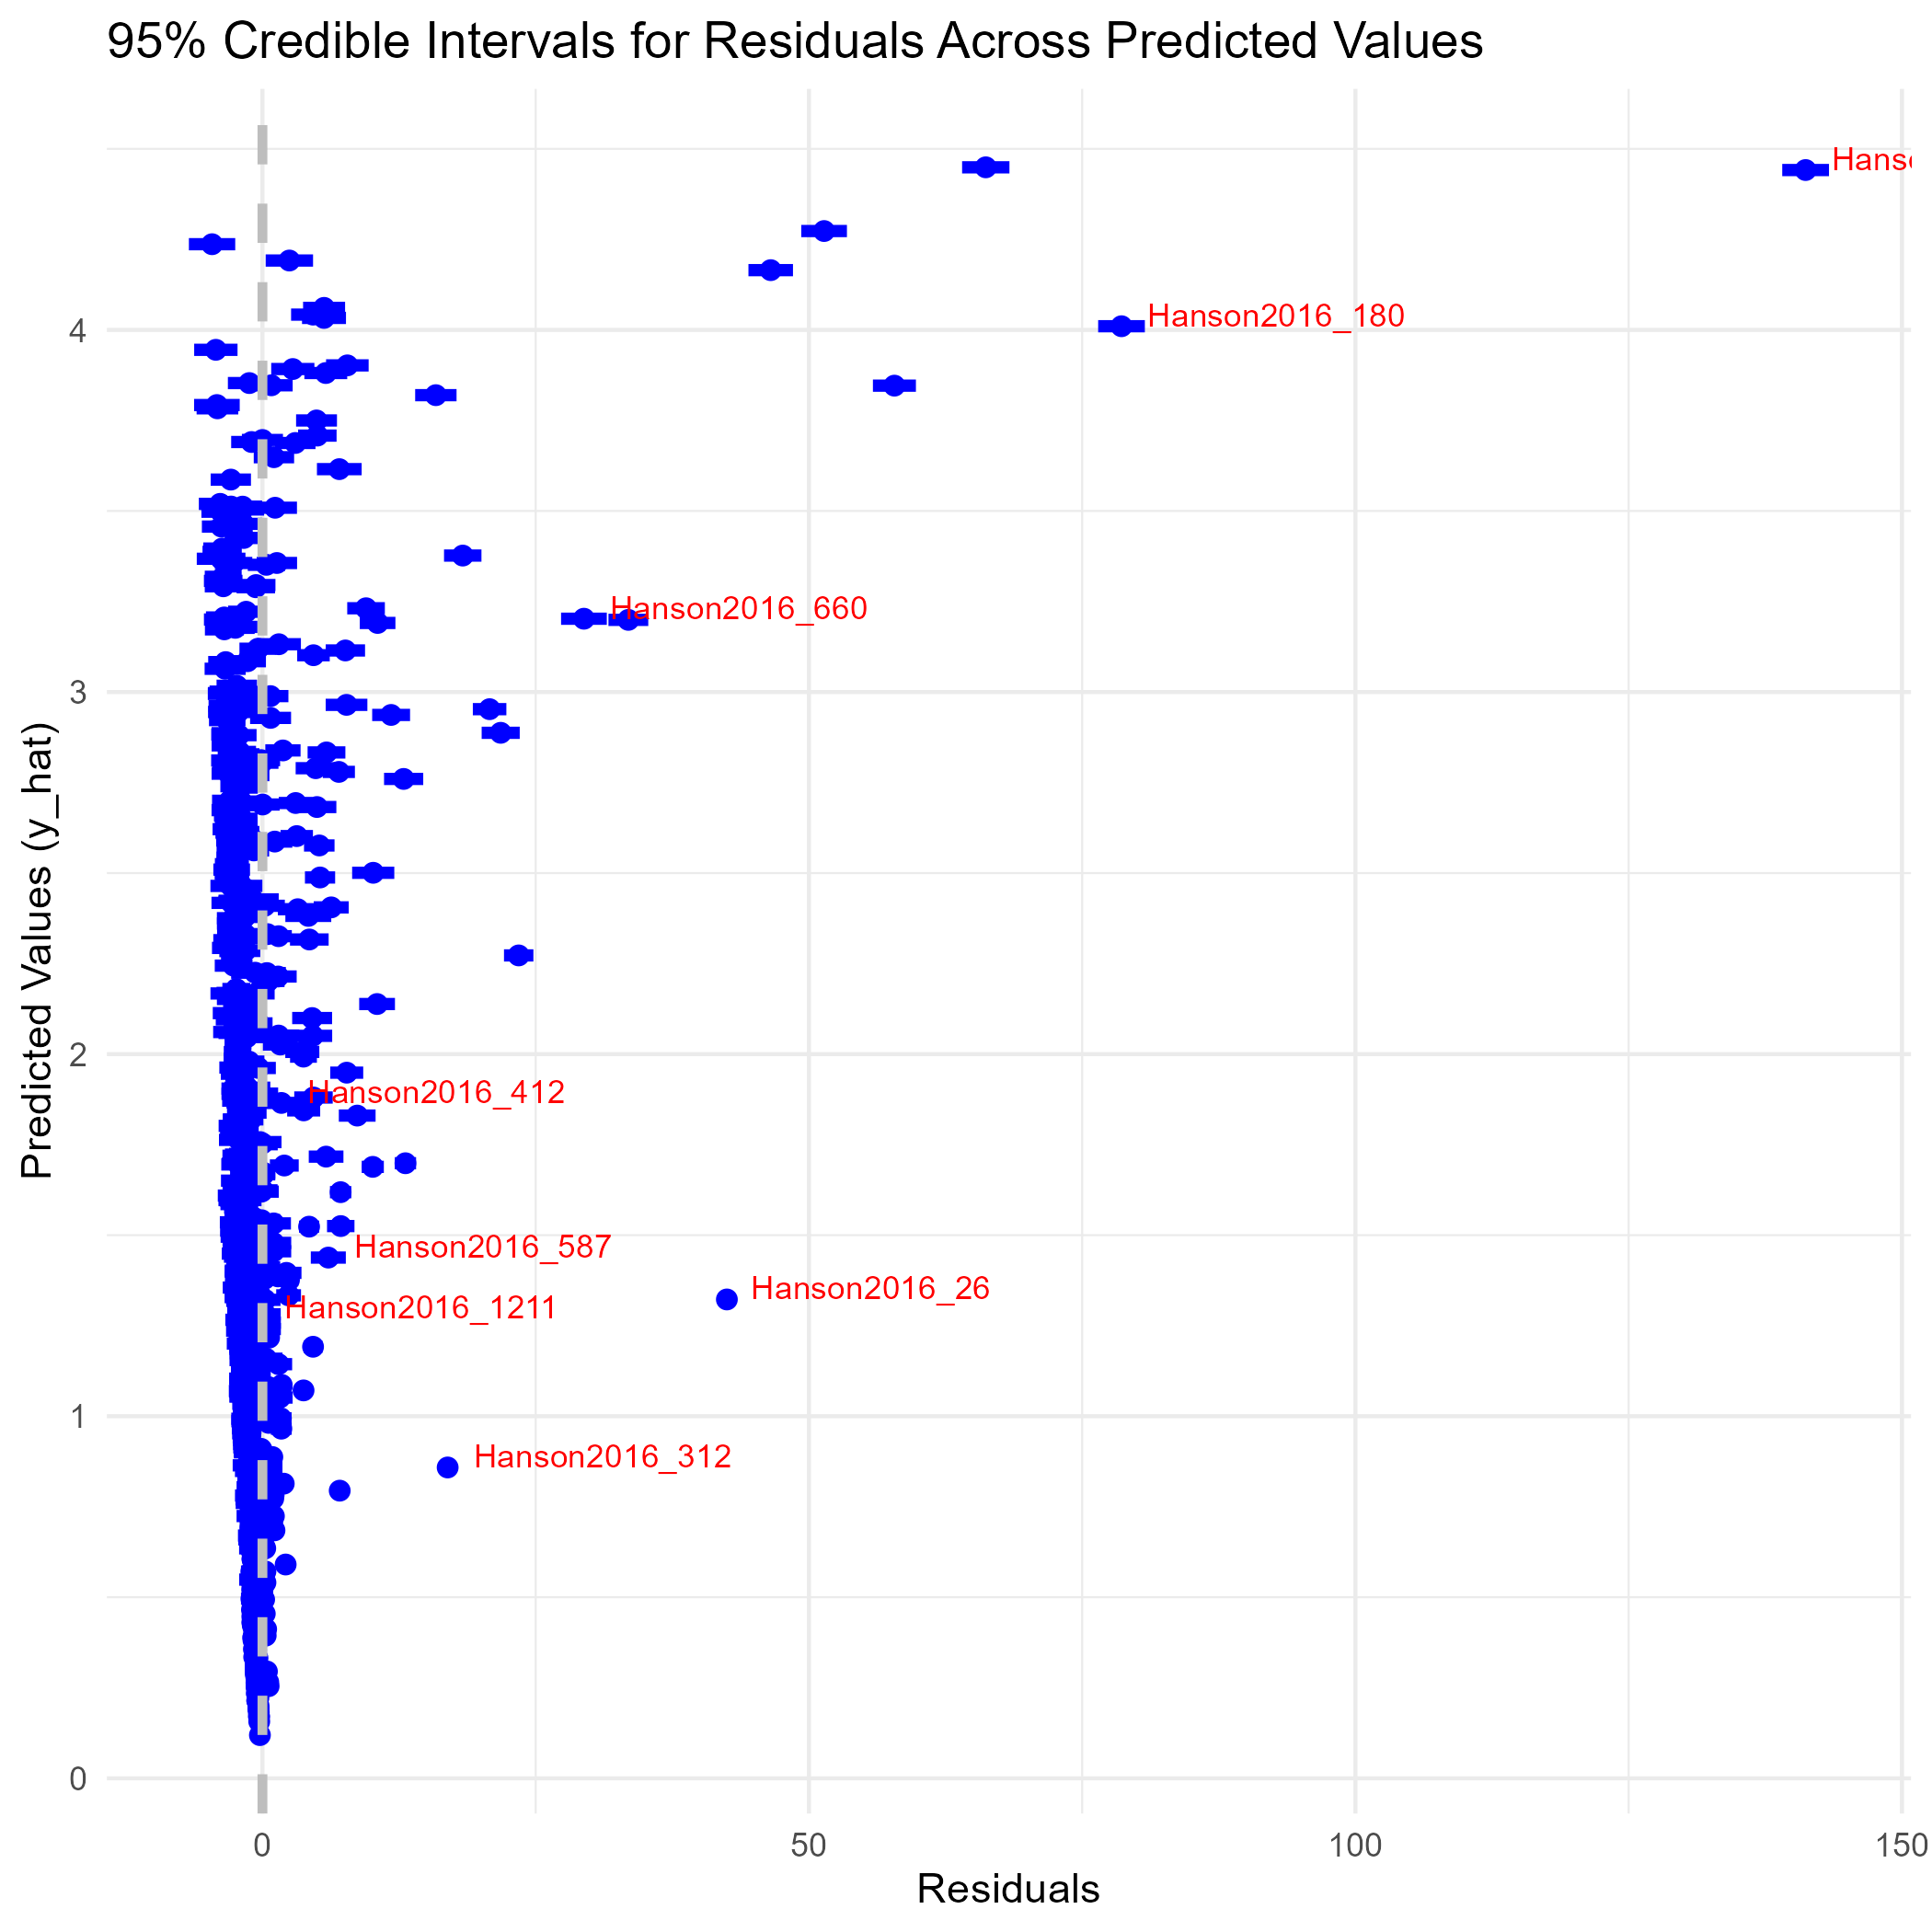 95% Credible Intervals for Residuals Across Predicted Values
Hanso
4
Hanson2016_180
Hanson2016_660
3
Predicted Values (y_hat)
2
Hanson2016_412
Hanson2016_587
Hanson2016_26
Hanson2016_1211
1
Hanson2016_312
0
0 50 100 150
Residuals